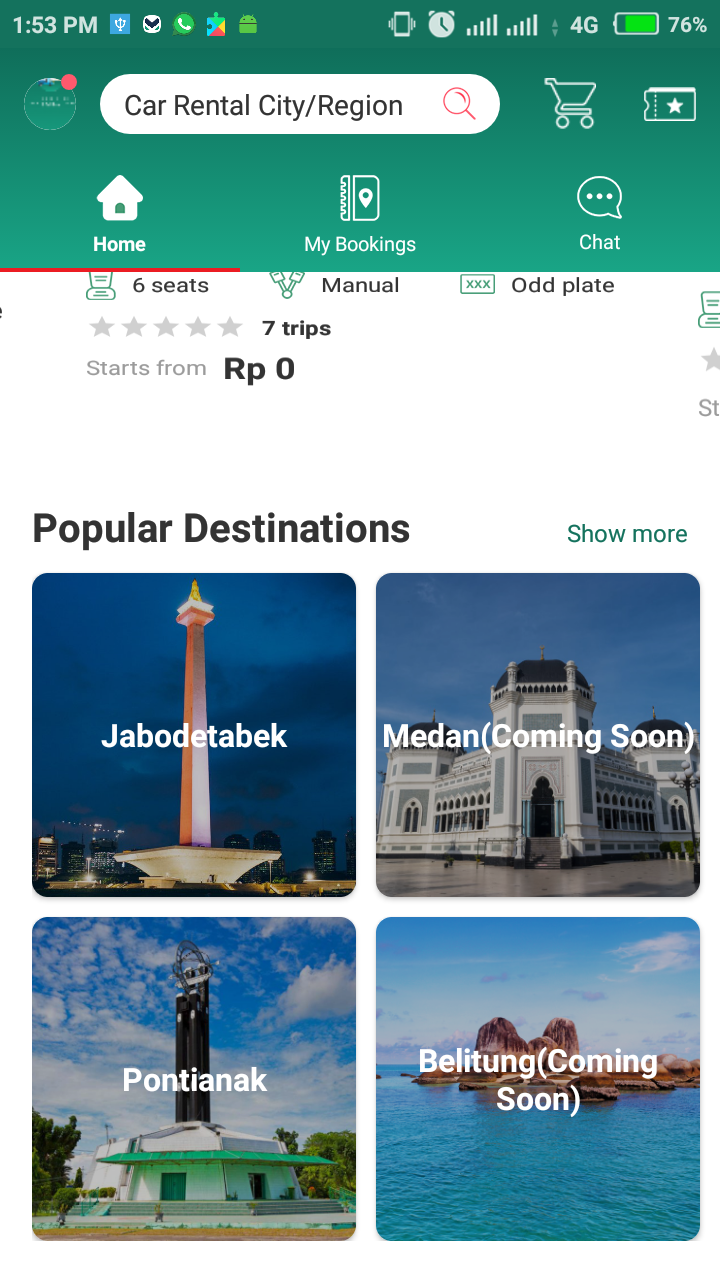 1:53 PM
4G
76%
Car Rental City/Region
Home
My Bookings
Chat
6 seats
Manual
XXX
Odd plate
7 trips
Starts from Rp 0
St
Popular Destinations
Show more
Jabodetabek
Medan(Coming Soon)
Pontianak
Belitung(Coming
Soon)